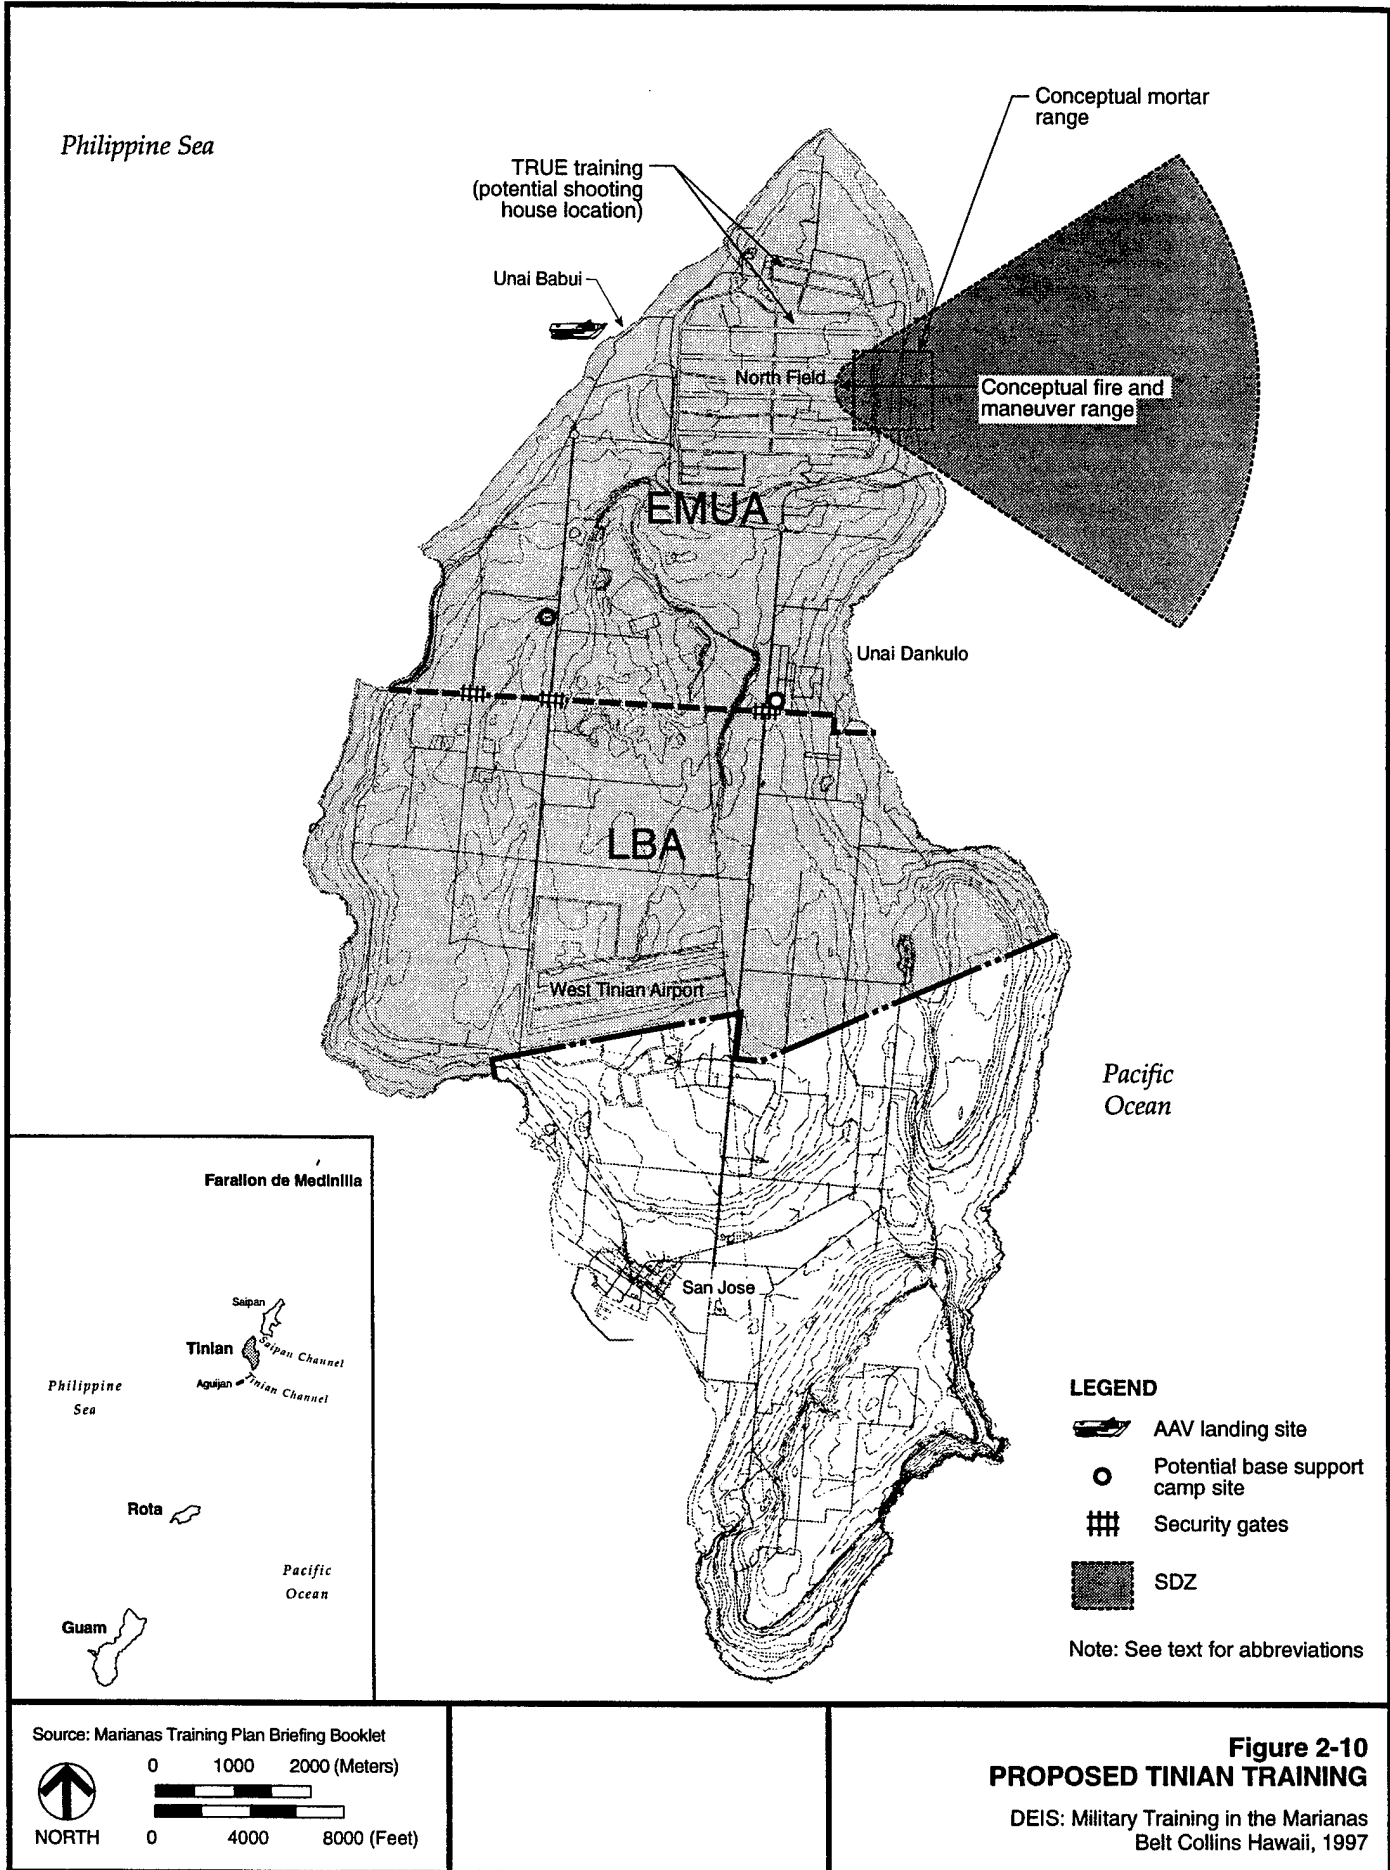 Philippine Sea
Conceptual mortar
range
TRUE training
(potential shooting
house location)
Unai Babui
North Field
Conceptual fire and
maneuver range
EMUA
Unai Dankulo
LBA
West Tinian Airport
Pacific
Ocean
San Jose
Farallon de Medinilla
Saipan
Tinian
Saipan Channel
Aguijan
Tinian Channel
Philippine
Sea
Rota
Pacific
Ocean
Guam
LEGEND
AAV landing site
Potential base support
camp site
Security gates
SDZ
Note: See text for abbreviations
Source: Marianas Training Plan Briefing Booklet
0 1000 2000 (Meters)
NORTH
0 4000 8000 (Feet)
Figure 2-10
PROPOSED TINIAN TRAINING
DEIS: Military Training in the Marianas
Belt Collins Hawaii, 1997